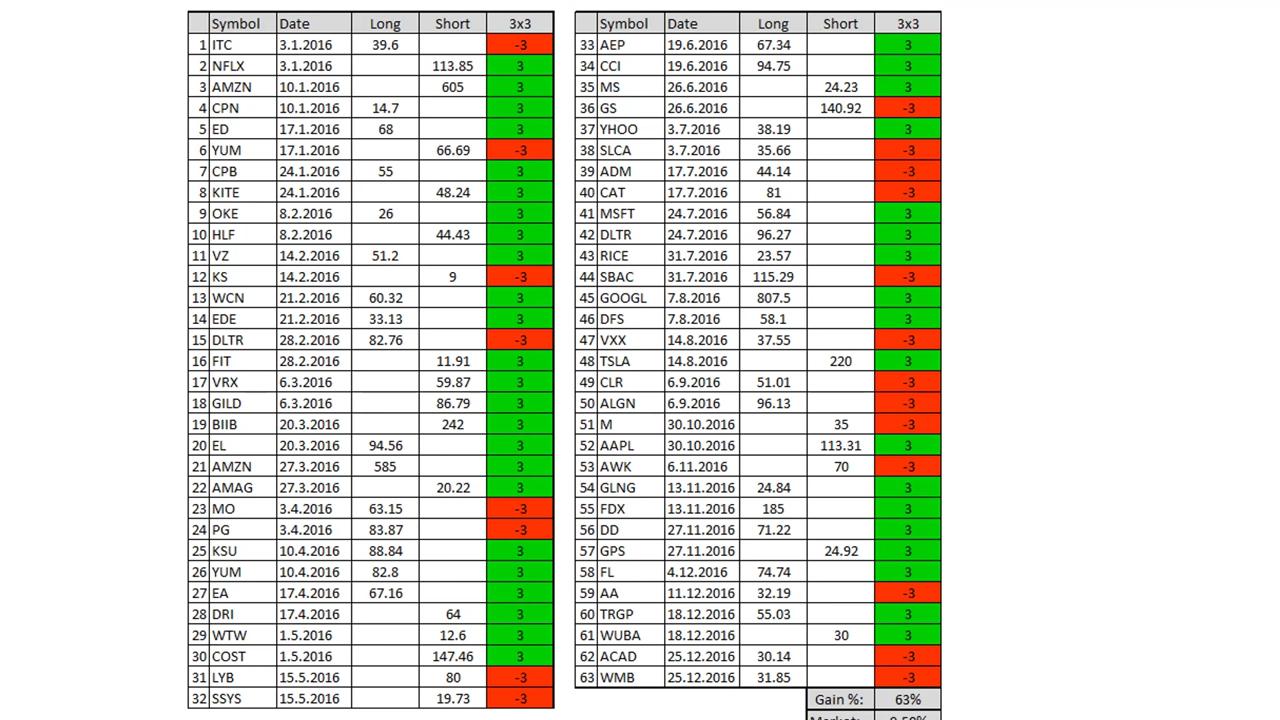 Symbol Date Long Short 3x3
1 ITC 3.1.2016 39.6 -3
2 NFLX 3.1.2016 113.85 3
3 AMZN 10.1.2016 605 3
4 CPN 10.1.2016 14.7 3
5 ED 17.1.2016 68 3
6 YUM 17.1.2016 66.69 -3
7 CPB 24.1.2016 55 3
8 KITE 24.1.2016 48.24 3
9 OKE 8.2.2016 26 3
10 HLF 8.2.2016 44.43 3
11 VZ 14.2.2016 51.2 3
12 KS 14.2.2016 9 -3
13 WCN 21.2.2016 60.32 3
14 EDE 21.2.2016 33.13 3
15 DLTR 28.2.2016 82.76 -3
16 FIT 28.2.2016 11.91 3
17 VRX 6.3.2016 59.87 3
18 GILD 6.3.2016 86.79 3
19 BIIB 20.3.2016 242 3
20 EL 20.3.2016 94.56 3
21 AMZN 27.3.2016 585 3
22 AMAG 27.3.2016 20.22 3
23 MO 3.4.2016 63.15 -3
24 PG 3.4.2016 83.87 -3
25 KSU 10.4.2016 88.84 3
26 YUM 10.4.2016 82.8 3
27 EA 17.4.2016 67.16 3
28 DRI 17.4.2016 64 3
29 WTW 1.5.2016 12.6 3
30 COST 1.5.2016 147.46 3
31 LYB 15.5.2016 80 -3
32 SSYS 15.5.2016 19.73 -3
Symbol Date Long Short 3x3
33 AEP 19.6.2016 67.34 3
34 CCI 19.6.2016 94.75 3
35 MS 26.6.2016 24.23 3
36 GS 26.6.2016 140.92 -3
37 YHOO 3.7.2016 38.19 3
38 SLCA 3.7.2016 35.66 -3
39 ADM 17.7.2016 44.14 -3
40 CAT 17.7.2016 81 -3
41 MSFT 24.7.2016 56.84 3
42 DLTR 24.7.2016 96.27 3
43 RICE 31.7.2016 23.57 3
44 SBAC 31.7.2016 115.29 -3
45 GOOGL 7.8.2016 807.5 3
46 DFS 7.8.2016 58.1 3
47 VXX 14.8.2016 37.55 -3
48 TSLA 14.8.2016 220 3
49 CLR 6.9.2016 51.01 -3
50 ALGN 6.9.2016 96.13 -3
51 M 30.10.2016 35 -3
52 AAPL 30.10.2016 113.31 3
53 AWK 6.11.2016 70 -3
54 GLNG 13.11.2016 24.84 3
55 FDX 13.11.2016 185 3
56 DD 27.11.2016 71.22 3
57 GPS 27.11.2016 24.92 3
58 FL 4.12.2016 74.74 3
59 AA 11.12.2016 32.19 -3
60 TRGP 18.12.2016 55.03 3
61 WUBA 18.12.2016 30 3
62 ACAD 25.12.2016 30.14 -3
63 WMB 25.12.2016 31.85 -3
Gain %: 63%